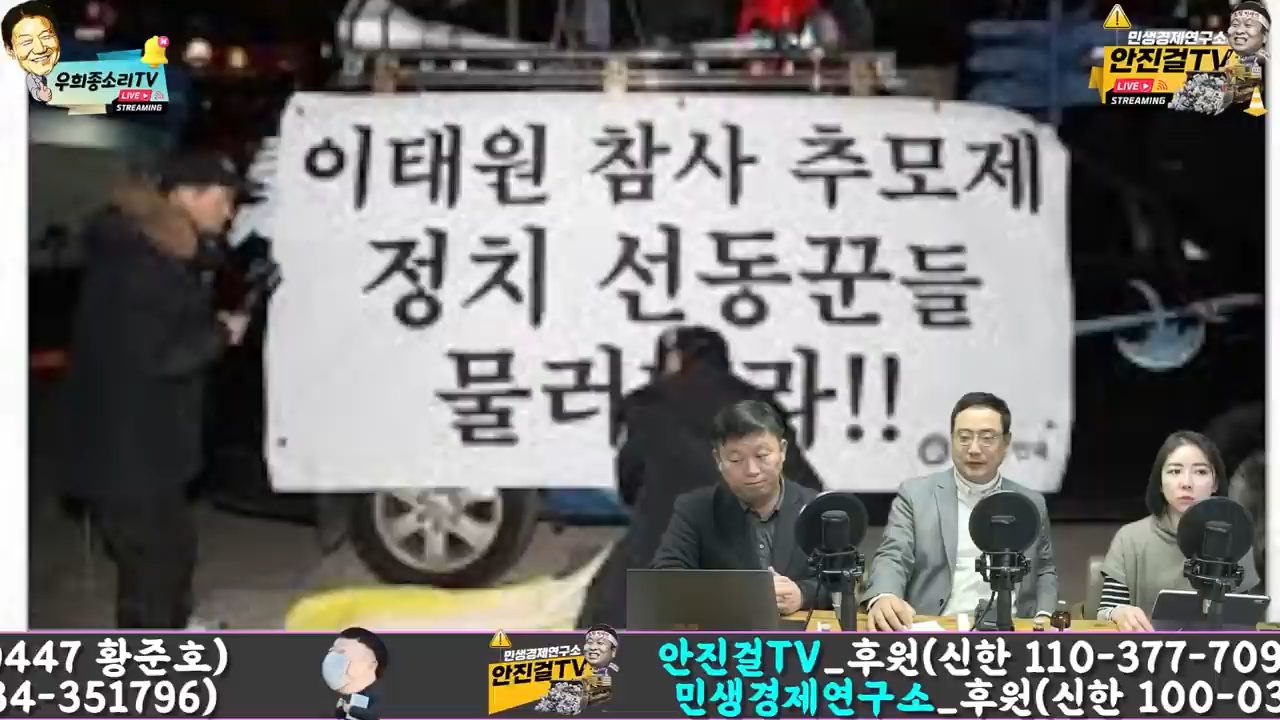 우희종소리TV
LIVE
STREAMING
민생경제연구소
안진걸TV
LIVE
STREAMING
이태원 참사 추모제
정치 선동꾼들
물러 라!!
0447 황준호)
34-351796)
민생경제연구소
안진걸TV
안진걸TV_후원(신한 110-377-709
민생경제연구소_후원(신한 100-03